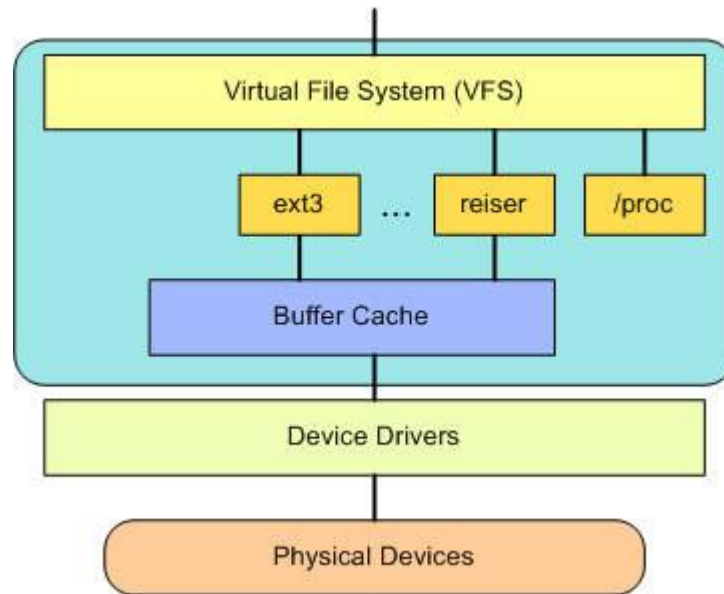 Virtual File System (VFS)
ext3 ... reiser /proc
Buffer Cache
Device Drivers
Physical Devices